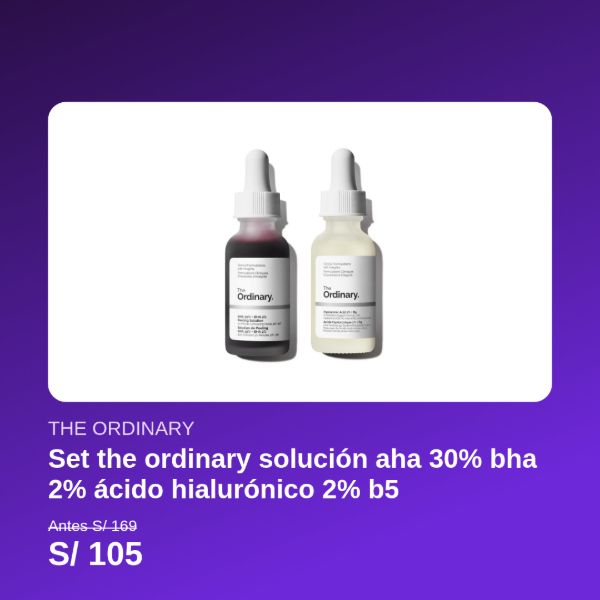 The
Ordinary.
The
Ordinary.
THE ORDINARY
Set the ordinary solución aha 30% bha
2% ácido hialurónico 2% b5
Antes S/ 169
S/ 105